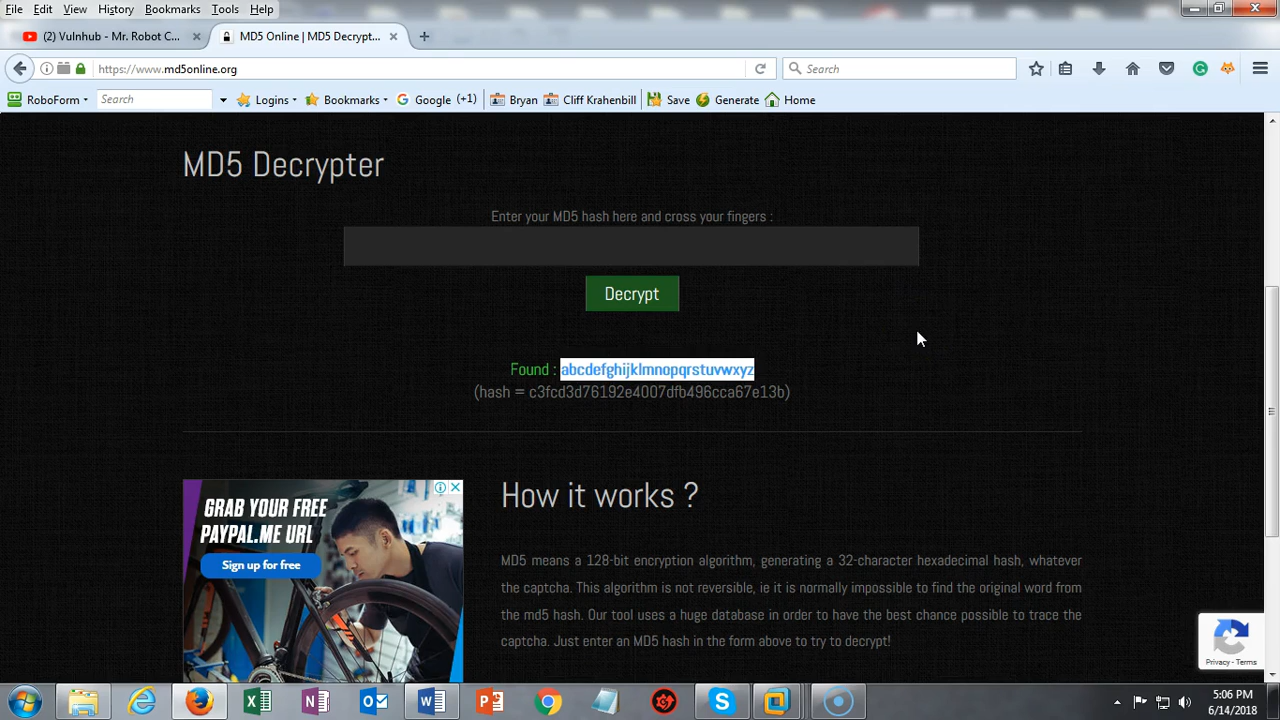 File Edit View History Bookmarks Tools Help
(2) Vulnhub - Mr. Robot C...
MD5 Online | MD5 Decrypt...
https://www.md5online.org
Search
RoboForm Search Logins Bookmarks Google (+1) Bryan Cliff Krahenbill Save Generate Home
MD5 Decrypter
Enter your MD5 hash here and cross your fingers :
Decrypt
Found : abcdefghijklmnopqrstuvwxyz
(hash = c3fcd3d76192e4007dfb496cca67e13b)
GRAB YOUR FREE
PAYPAL.ME URL
Sign up for free
How it works ?
MD5 means a 128-bit encryption algorithm, generating a 32-character hexadecimal hash, whatever
the captcha. This algorithm is not reversible, ie it is normally impossible to find the original word from
the md5 hash. Our tool uses a huge database in order to have the best chance possible to trace the
captcha. Just enter an MD5 hash in the form above to try to decrypt!
Privacy - Terms
5:06 PM
6/14/2018